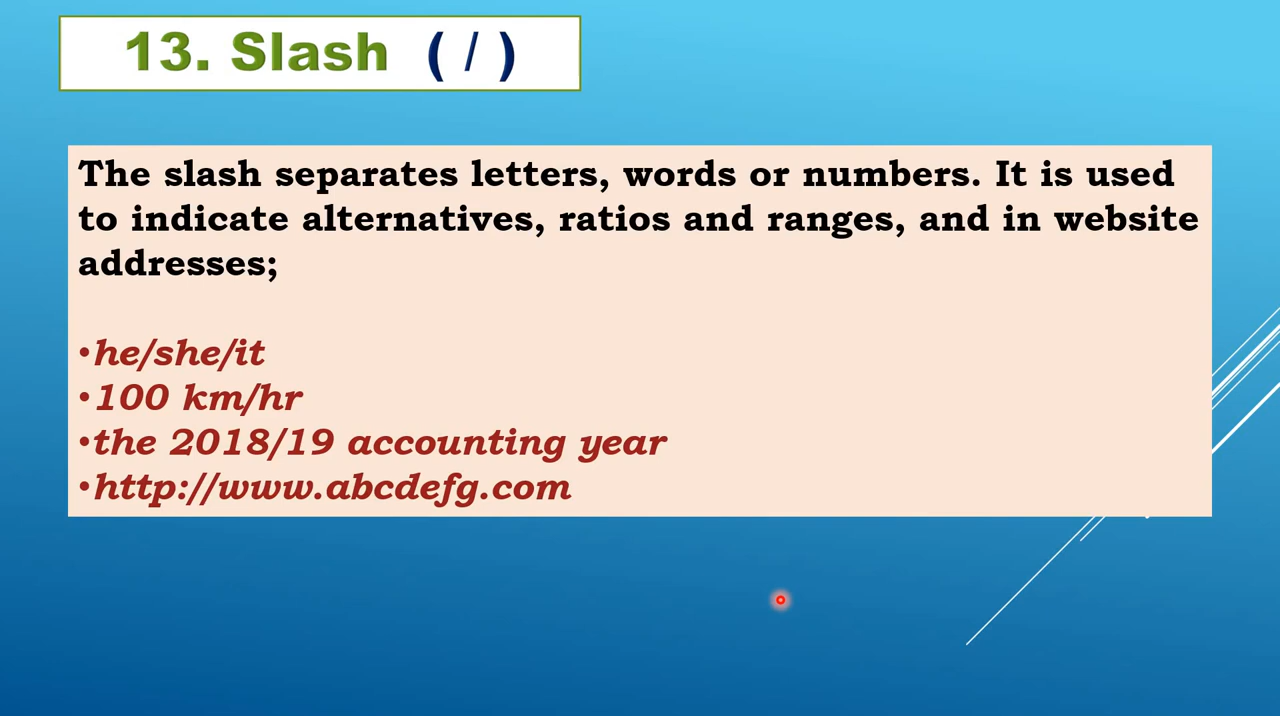 13. Slash ( / )
The slash separates letters, words or numbers. It is used
to indicate alternatives, ratios and ranges, and in website
addresses;
•he/she/it
•100 km/hr
•the 2018/19 accounting year
•http://www.abcdefg.com